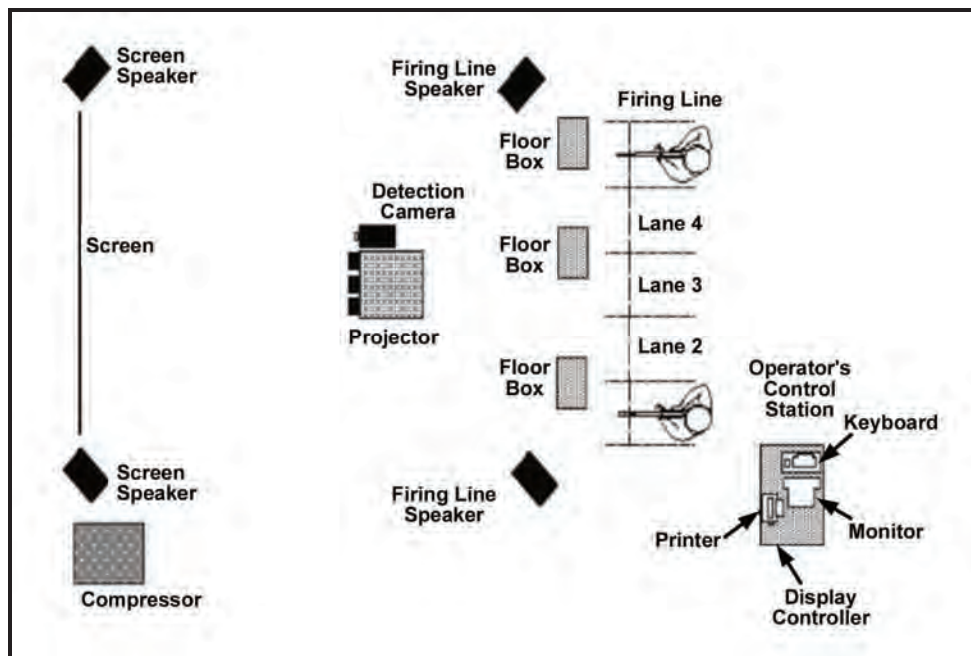 Screen
Speaker
Firing Line
Speaker
Firing Line
Floor
Box
Detection
Camera
Lane 4
Screen
Floor
Box
Lane 3
Projector
Lane 2
Floor
Box
Operator's
Control
Station
Keyboard
Screen
Speaker
Firing Line
Speaker
Printer
Monitor
Compressor
Display
Controller